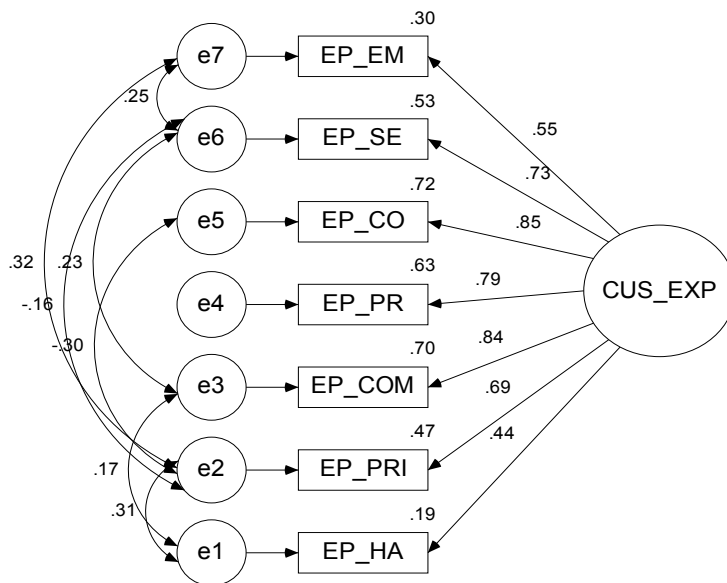 .30
e7 EP_EM
.25 .53 .55
e6 EP_SE
.72 .73
e5 EP_CO .85
.32 .23 .63
-.16 e4 EP_PR .79 CUS_EXP
-.30 .70 .84
e3 EP_COM
.69
.47 .44
.17 e2 EP_PRI
.31 .19
e1 EP_HA